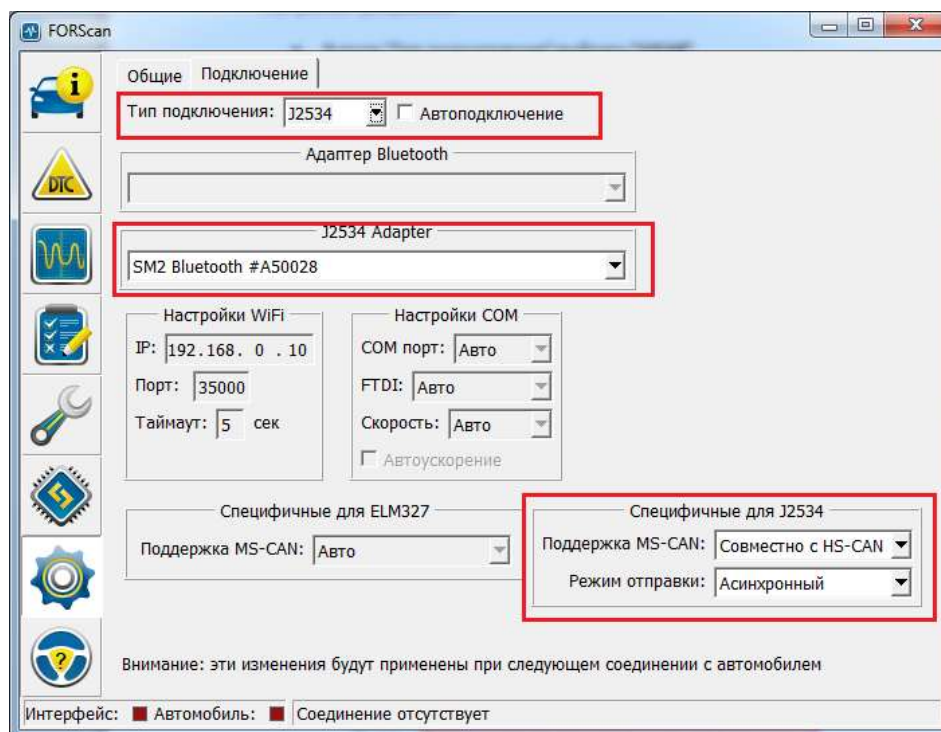 FORScan
Общие Подключение
Тип подключения: J2534 Автоподключение
Адаптер Bluetooth
J2534 Adapter
SM2 Bluetooth #A50028
Настройки WiFi
IP: 192.168. 0 . 10
Порт: 35000
Таймаут: 5 сек
Настройки COM
COM порт: Авто
FTDI: Авто
Скорость: Авто
Автоускорение
Специфичные для ELM327
Поддержка MS-CAN: Авто
Специфичные для J2534
Поддержка MS-CAN: Совместно с HS-CAN
Режим отправки: Асинхронный
Внимание: эти изменения будут применены при следующем соединении с автомобилем
Интерфейс: Автомобиль: Соединение отсутствует
i
DTC
?